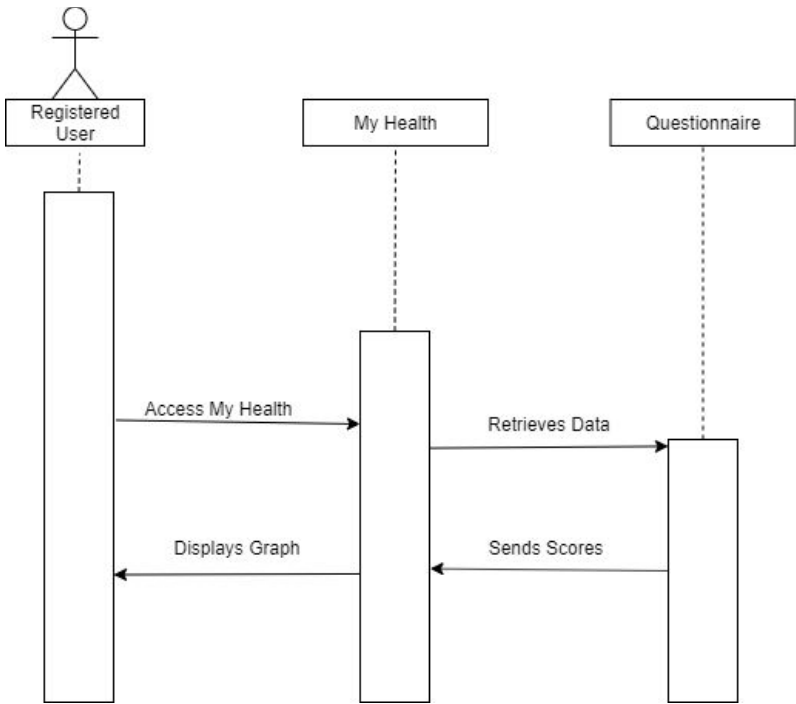 Registered
User
My Health
Questionnaire
Access My Health
Retrieves Data
Displays Graph
Sends Scores